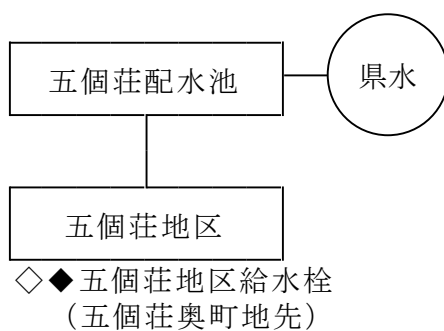 五個荘配水池
県水
五個荘地区
◇◆五個荘地区給水栓
（五個荘奥町地先）